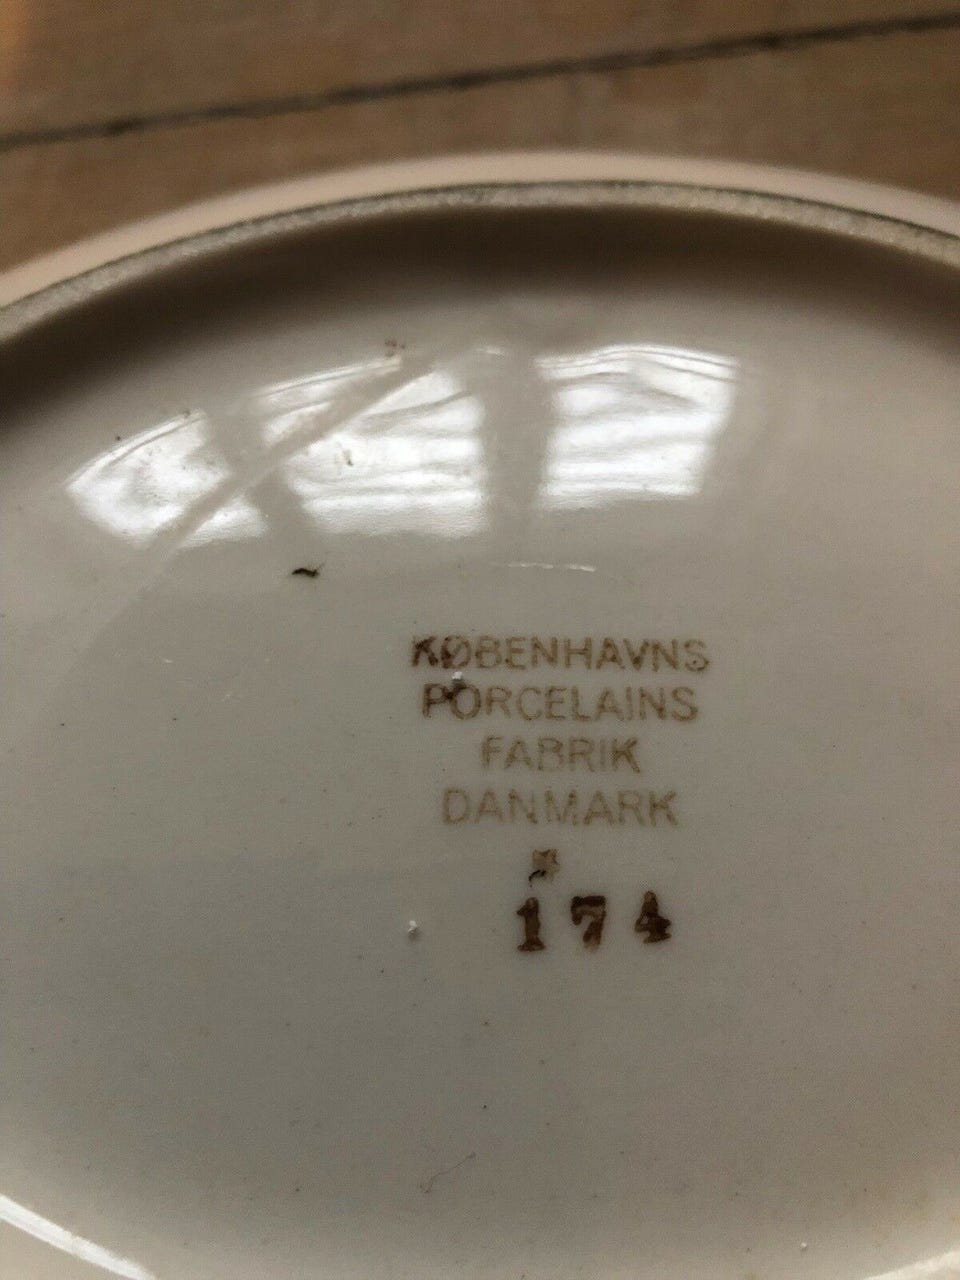 KØBENHAVNS
PORCELAINS
FABRIK
DANMARK
174